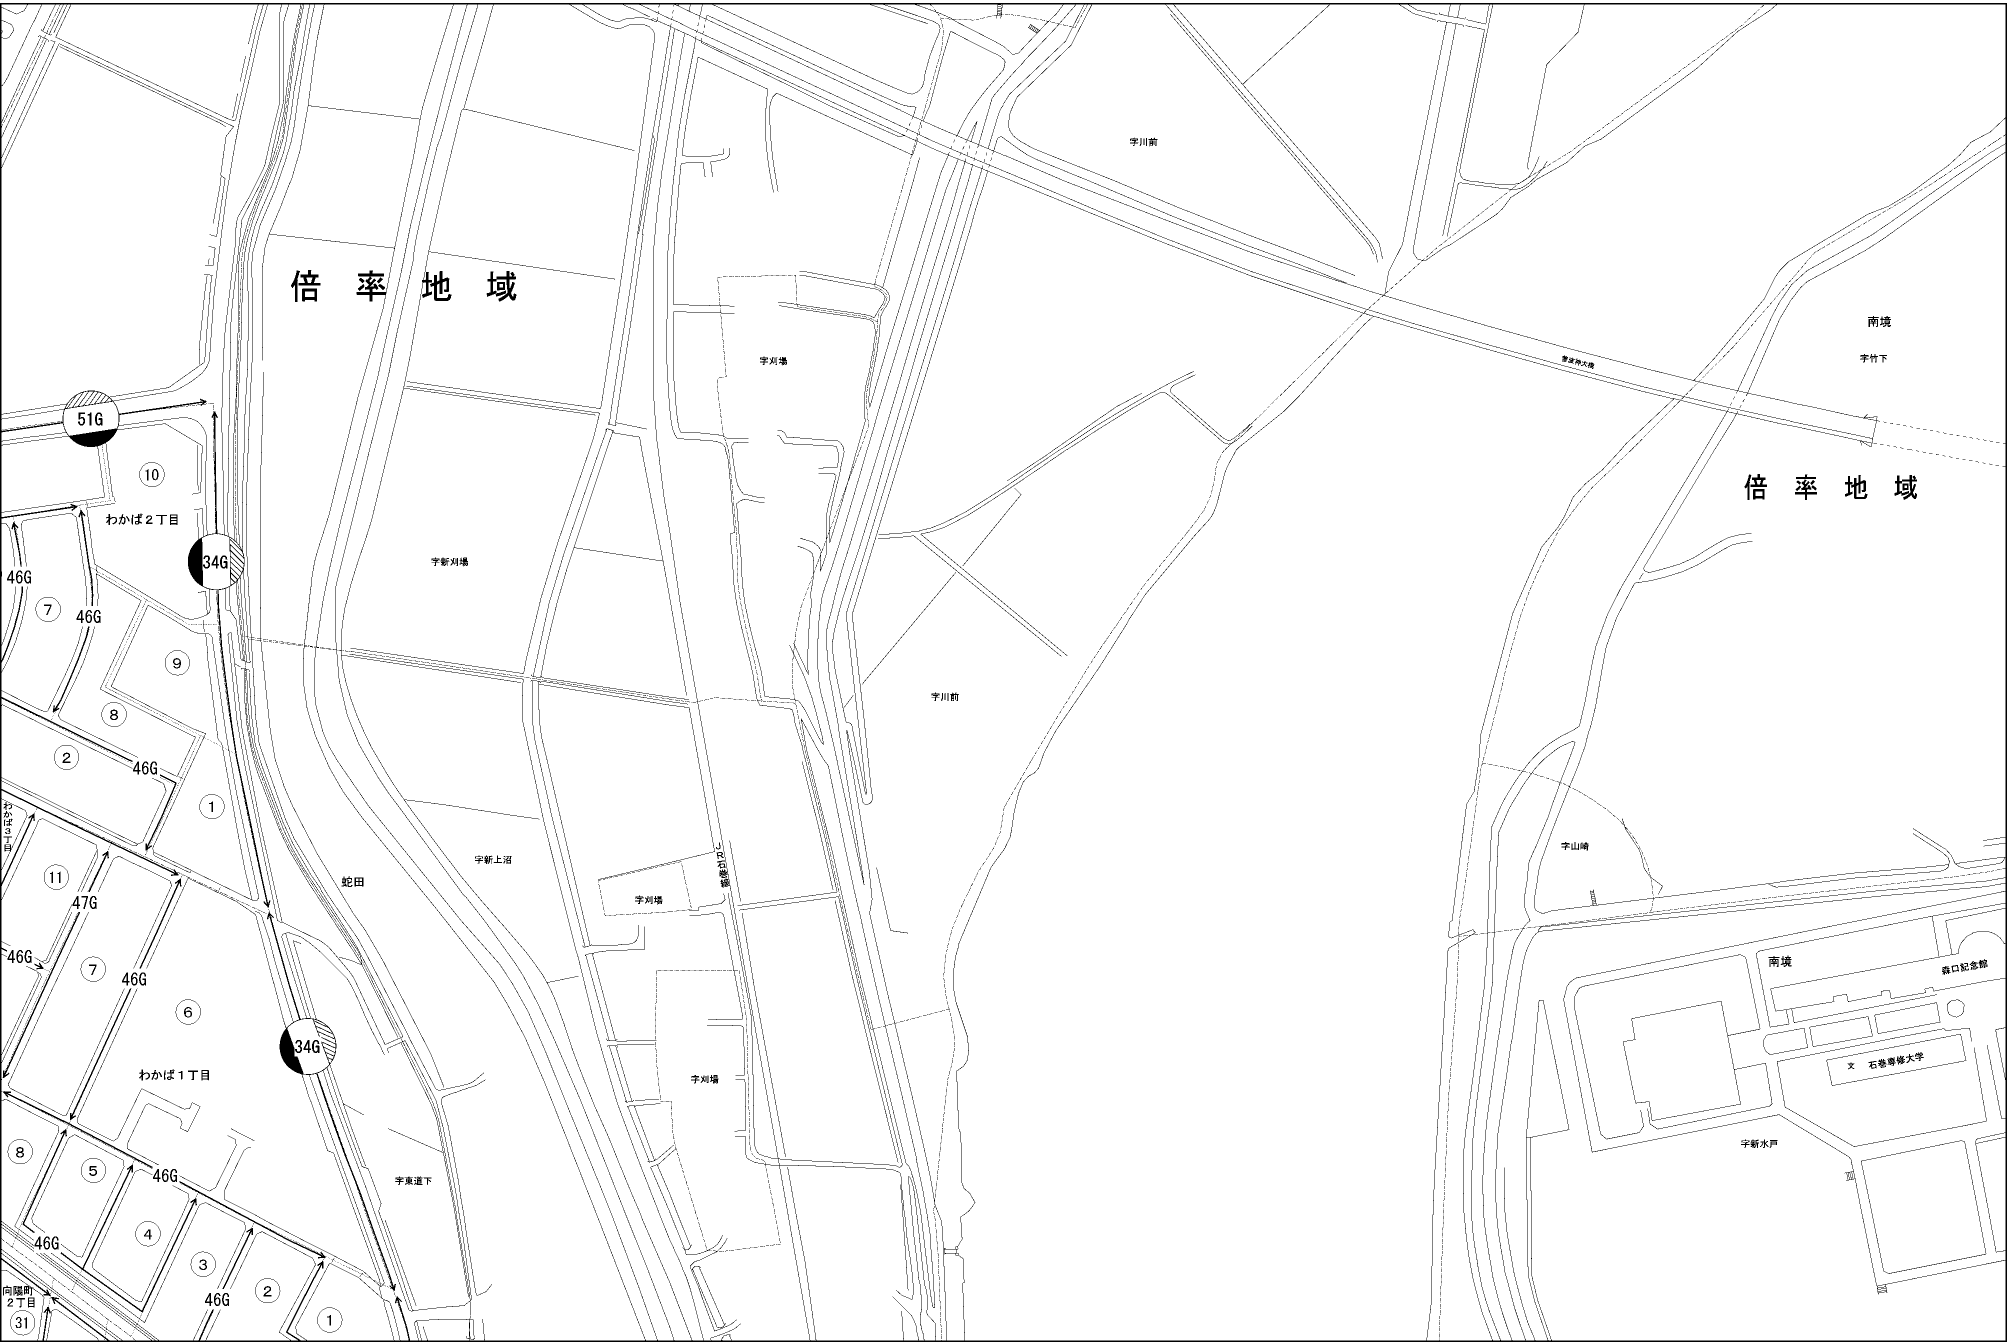 字川前
倍率地域
南境
字刈場
字竹下
51G
⑩
倍率地域
わかば2丁目
字新刈場
34G
46G
⑦
46G
⑨
字川前
⑧
②
46G
①
わかば3丁目
字山崎
JR石巻線
字新上沼
⑪
蛇田
47G
字刈場
46G
⑦
46G
南境
森口記念館
⑥
34G
文 石巻専修大学
わかば1丁目
字刈場
字新水戸
⑧
⑤
46G
字東道下
④
46G
③
②
46G
向陽町
2丁目
㉛
①